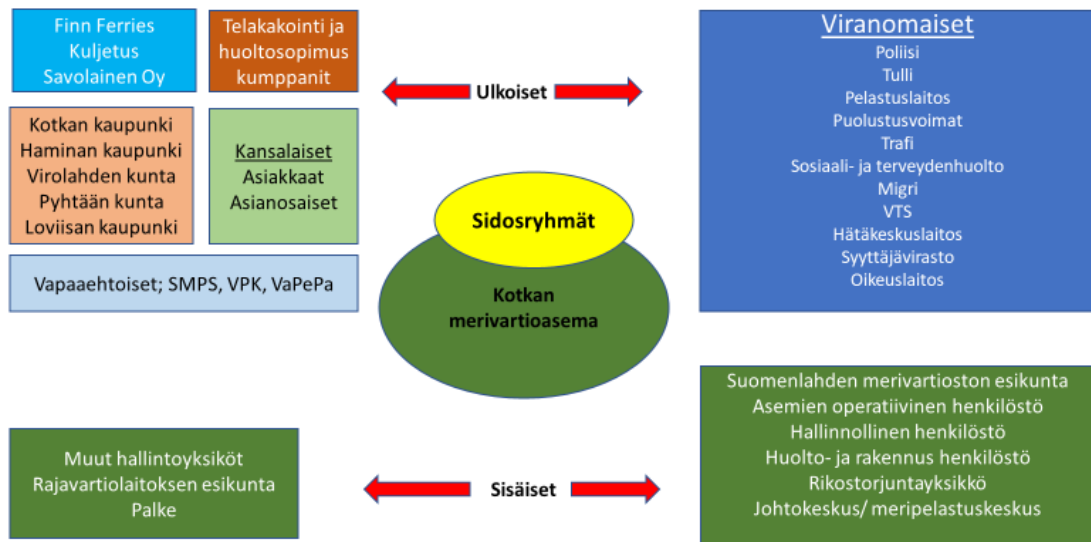 Finn Ferries
Kuljetus
Savolainen Oy
Telakakointi ja
huoltosopimus
kumppanit
Kotkan kaupunki
Haminan kaupunki
Virolahden kunta
Pyhtään kunta
Loviisan kaupunki
Kansalaiset
Asiakkaat
Asianosaiset
Vapaaehtoiset; SMPS, VPK, VaPePa
Ulkoiset
Viranomaiset
Poliisi
Tulli
Pelastuslaitos
Puolustusvoimat
Trafi
Sosiaali- ja terveydenhuolto
Migri
VTS
Hätäkeskuslaitos
Syyttäjävirasto
Oikeuslaitos
Sidosryhmät
Kotkan
merivartioasema
Muut hallintoyksiköt
Rajavartiolaitoksen esikunta
Palke
Sisäiset
Suomenlahden merivartioston esikunta
Asemien operatiivinen henkilöstö
Hallinnollinen henkilöstö
Huolto- ja rakennus henkilöstö
Rikostorjuntayksikkö
Johtokeskus/ meripelastuskeskus